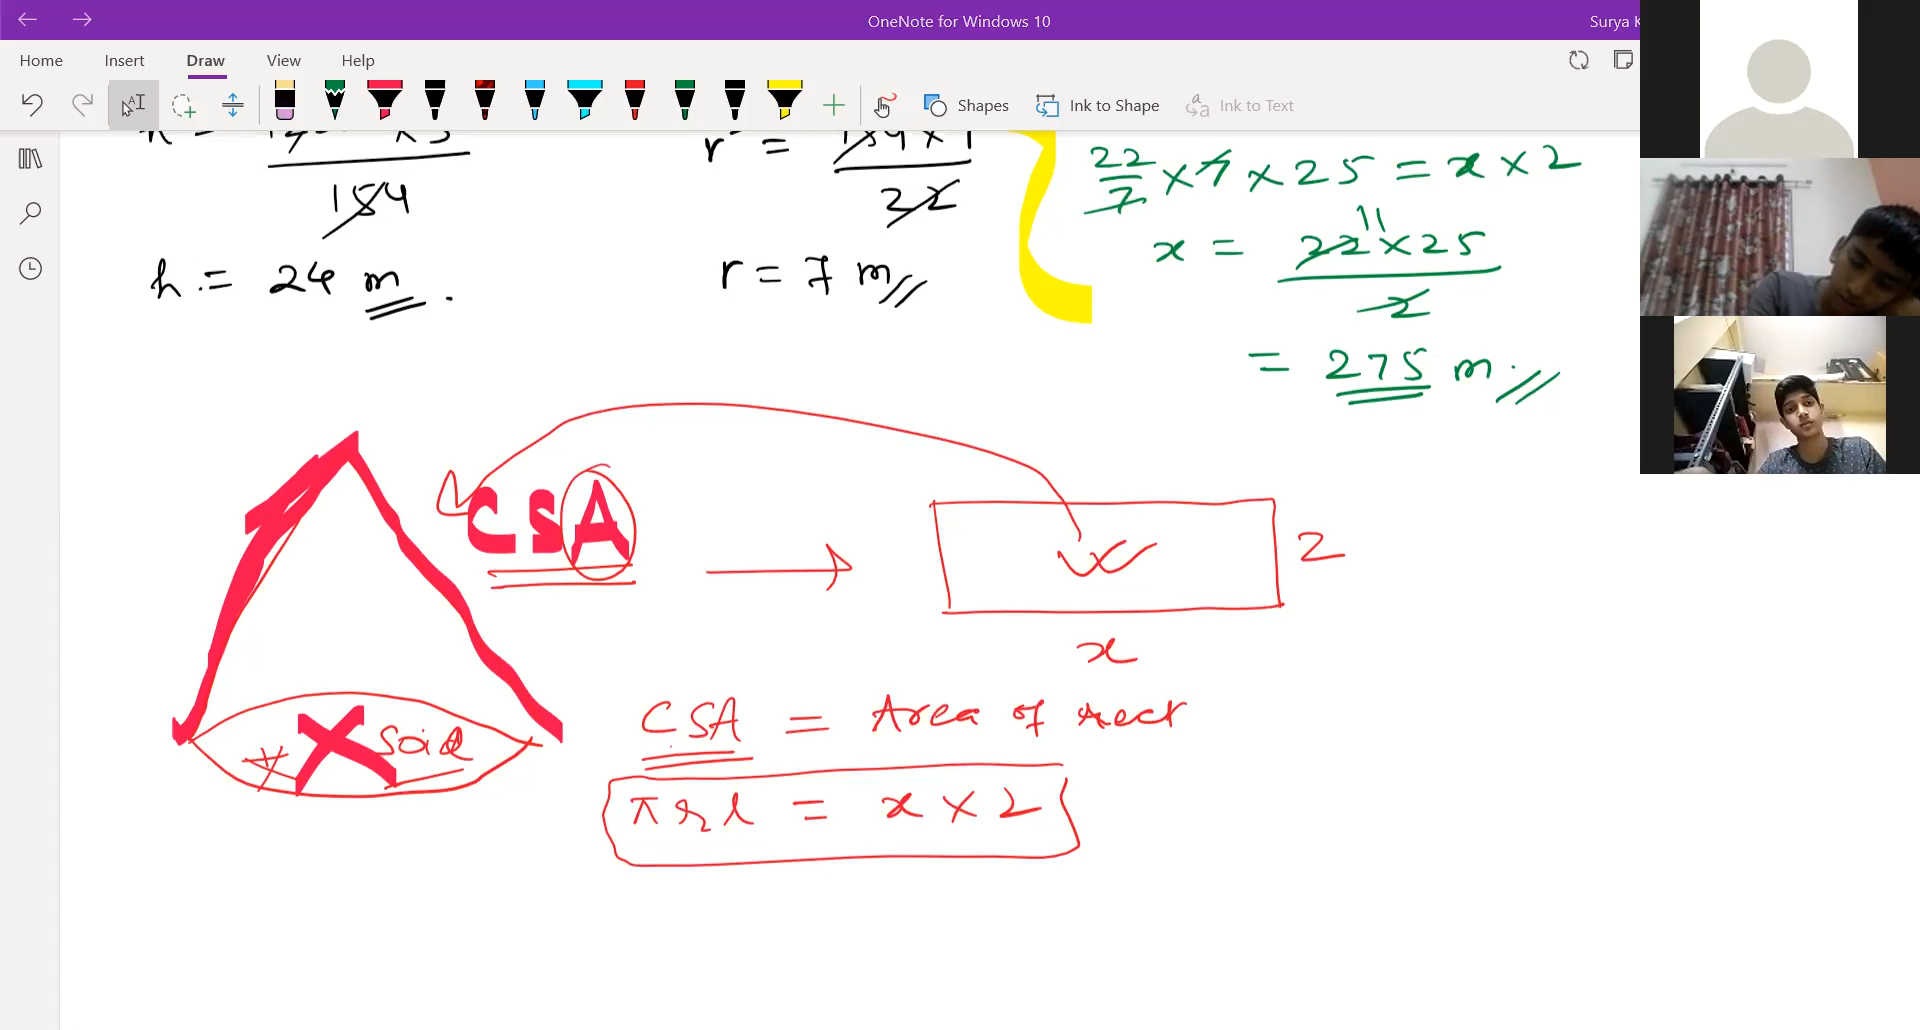 OneNote for Windows 10
Surya K
Home Insert Draw View Help
Shapes Ink to Shape Ink to Text
154
h = 24 m.
22
r = 7 m
22/7 × 7 × 25 = x × 2
11
x = 22 × 25
2
= 275 m
CSA
2
x
CSA = Area of rect
πrl = x × 2